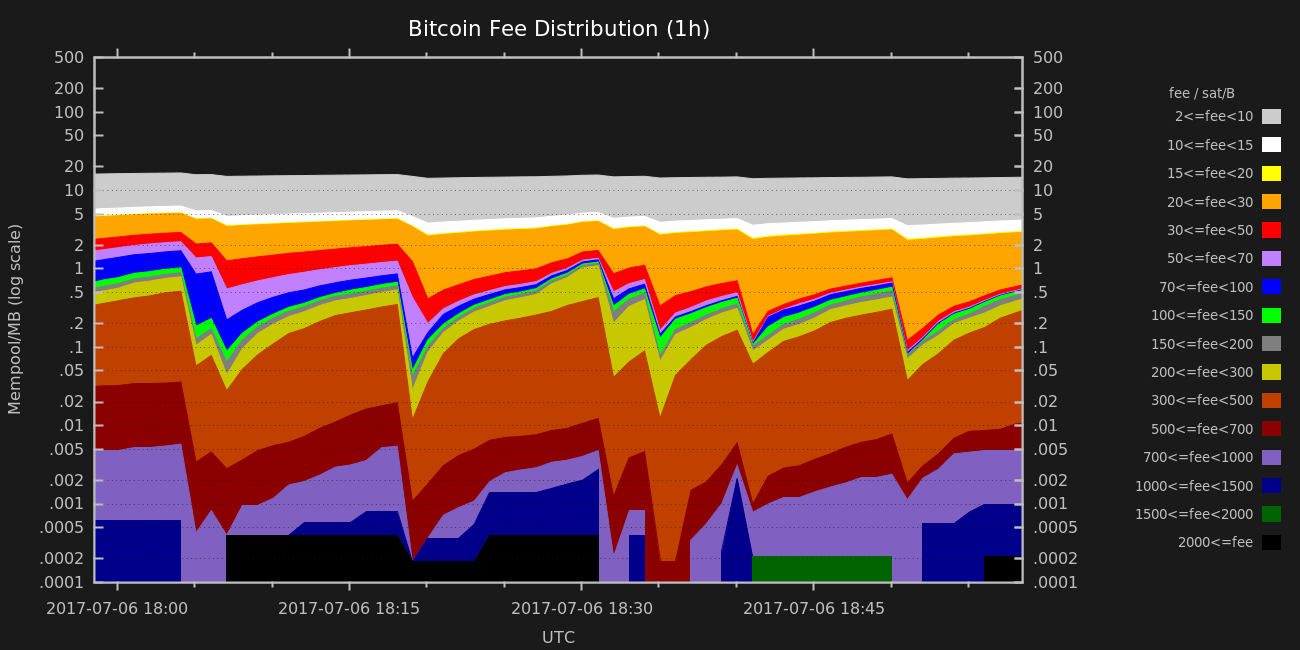 Bitcoin Fee Distribution (1h)
500
200
100
50
20
10
5
2
1
.5
.2
.1
.05
.02
.01
.005
.002
.001
.0005
.0002
.0001
Mempool/MB (log scale)
500
200
100
50
20
10
5
2
1
.5
.2
.1
.05
.02
.01
.005
.002
.001
.0005
.0002
.0001
2017-07-06 18:00
2017-07-06 18:15
2017-07-06 18:30
2017-07-06 18:45
UTC
fee / sat/B
2<=fee<10
10<=fee<15
15<=fee<20
20<=fee<30
30<=fee<50
50<=fee<70
70<=fee<100
100<=fee<150
150<=fee<200
200<=fee<300
300<=fee<500
500<=fee<700
700<=fee<1000
1000<=fee<1500
1500<=fee<2000
2000<=fee